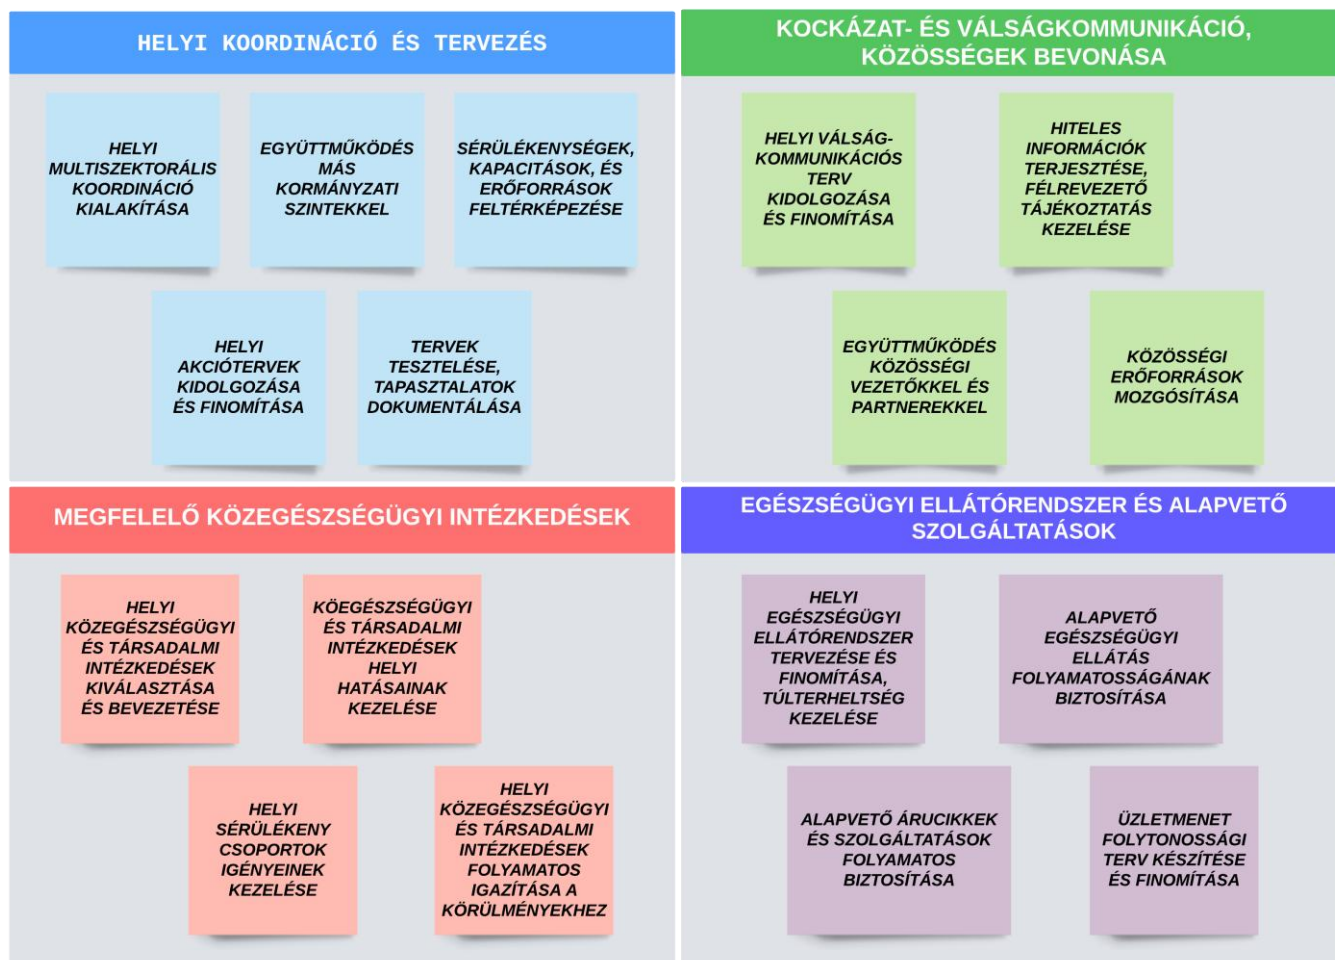 HELYI KOORDINÁCIÓ ÉS TERVEZÉS
HELYI
MULTISZEKTORÁLIS
KOORDINÁCIÓ
KIALAKÍTÁSA
EGYÜTTMŰKÖDÉS
MÁS
KORMÁNYZATI
SZINTEKKEL
SÉRÜLÉKENYSÉGEK,
KAPACITÁSOK, ÉS
ERŐFORRÁSOK
FELTÉRKÉPEZÉSE
HELYI
AKCIÓTERVEK
KIDOLGOZÁSA
ÉS FINOMÍTÁSA
TERVEK
TESZTELÉSE,
TAPASZTALATOK
DOKUMENTÁLÁSA
KOCKÁZAT- ÉS VÁLSÁGKOMMUNIKÁCIÓ,
KÖZÖSSÉGEK BEVONÁSA
HELYI VÁLSÁG-
KOMMUNIKÁCIÓS
TERV
KIDOLGOZÁSA
ÉS FINOMÍTÁSA
HITELES
INFORMÁCIÓK
TERJESZTÉSE,
FÉLREVEZETŐ
TÁJÉKOZTATÁS
KEZELÉSE
EGYÜTTMŰKÖDÉS
KÖZÖSSÉGI
VEZETŐKKEL ÉS
PARTNEREKKEL
KÖZÖSSÉGI
ERŐFORRÁSOK
MOZGÓSÍTÁSA
MEGFELELŐ KÖZEGÉSZSÉGÜGYI INTÉZKEDÉSEK
HELYI
KÖZEGÉSZSÉGÜGYI
ÉS TÁRSADALMI
INTÉZKEDÉSEK
KIVÁLASZTÁSA
ÉS BEVEZETÉSE
KÖEGÉSZSÉGÜGYI
ÉS TÁRSADALMI
INTÉZKEDÉSEK
HELYI
HATÁSAINAK
KEZELÉSE
HELYI
SÉRÜLÉKENY
CSOPORTOK
IGÉNYEINEK
KEZELÉSE
HELYI
KÖZEGÉSZSÉGÜGYI
ÉS TÁRSADALMI
INTÉZKEDÉSEK
FOLYAMATOS
IGAZÍTÁSA A
KÖRÜLMÉNYEKHEZ
EGÉSZSÉGÜGYI ELLÁTÓRENDSZER ÉS ALAPVETŐ
SZOLGÁLTATÁSOK
HELYI
EGÉSZSÉGÜGYI
ELLÁTÓRENDSZER
TERVEZÉSE ÉS
FINOMÍTÁSA,
TÚLTERHELTSÉG
KEZELÉSE
ALAPVETŐ
EGÉSZSÉGÜGYI
ELLÁTÁS
FOLYAMATOSSÁGÁNAK
BIZTOSÍTÁSA
ALAPVETŐ ÁRUCIKKEK
ÉS SZOLGÁLTATÁSOK
FOLYAMATOS
BIZTOSÍTÁSA
ÜZLETMENET
FOLYTONOSSÁGI
TERV KÉSZÍTÉSE
ÉS FINOMÍTÁSA